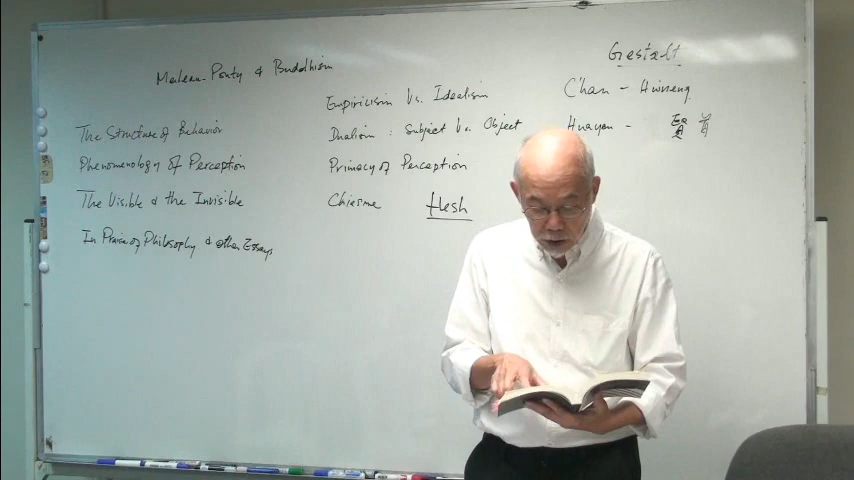 Gestalt
Merleau-Ponty & Buddhism
Empiricism Vs. Idealism
Ch'an - Huineng
The Structure of Behavior
Dualism : Subject Vs. Object
Huayen -
Phenomenology of Perception
Primacy of Perception
The Visible & the Invisible
Chiasme
flesh
In Praise of Philosophy & other Essays